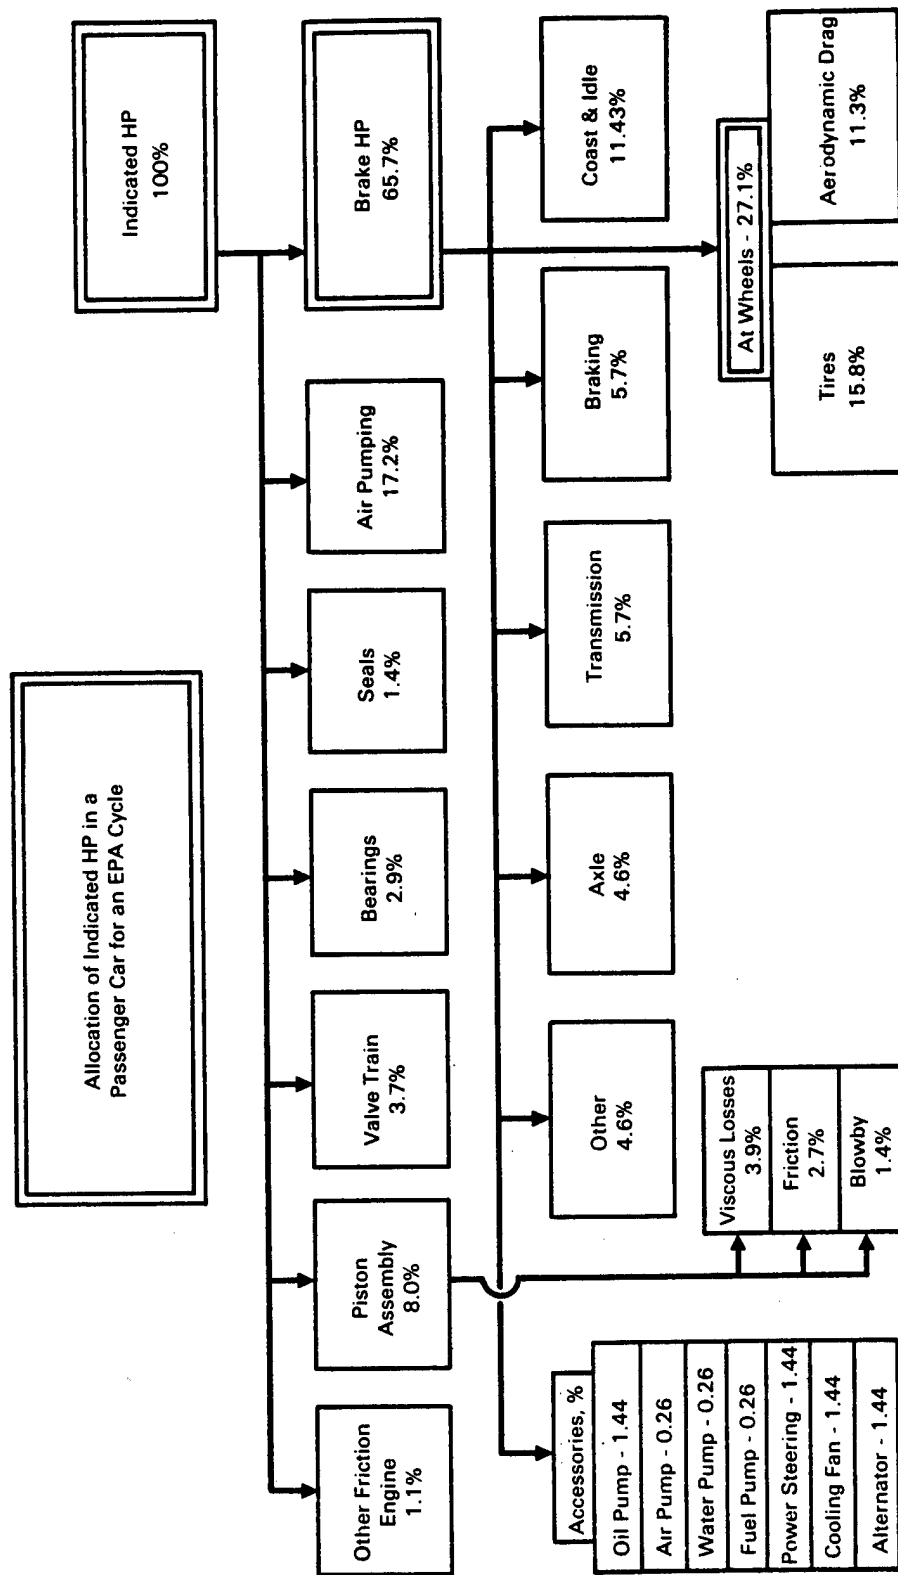 Allocation of Indicated HP in a
Passenger Car for an EPA Cycle
Indicated HP
100%
Other Friction
Engine
1.1%
Piston
Assembly
8.0%
Valve Train
3.7%
Bearings
2.9%
Seals
1.4%
Air Pumping
17.2%
Brake HP
65.7%
Accessories, %
Oil Pump - 1.44
Air Pump - 0.26
Water Pump - 0.26
Fuel Pump - 0.26
Power Steering - 1.44
Cooling Fan - 1.44
Alternator - 1.44
Other
4.6%
Axle
4.6%
Transmission
5.7%
Braking
5.7%
Coast & Idle
11.43%
Viscous Losses
3.9%
Friction
2.7%
Blowby
1.4%
At Wheels - 27.1%
Tires
15.8%
Aerodynamic Drag
11.3%